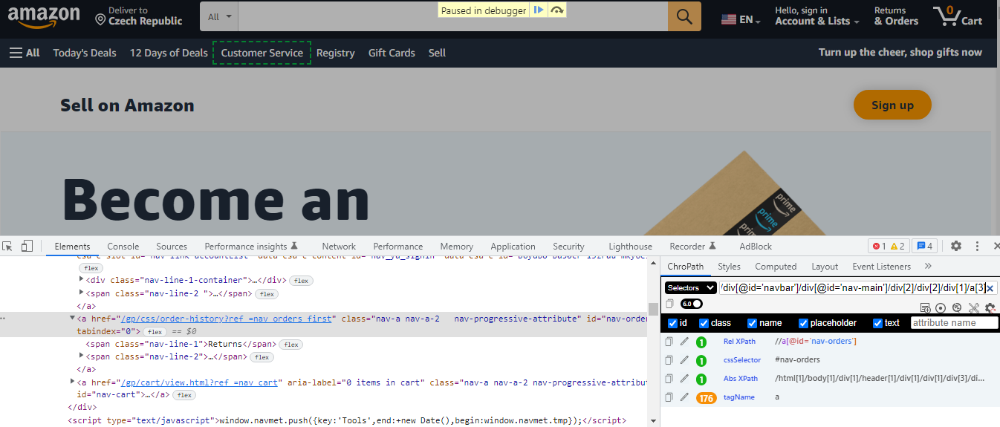 amazon
Deliver to
Czech Republic
All
Paused in debugger
EN
Hello, sign in
Account & Lists
Returns
& Orders
0
Cart
All
Today's Deals
12 Days of Deals
Customer Service
Registry
Gift Cards
Sell
Turn up the cheer, shop gifts now
Sell on Amazon
Sign up
Become an
prime
prime
prime
Elements
Console
Sources
Performance insights
Network
Performance
Memory
Application
Security
Lighthouse
Recorder
AdBlock
1
2
4
flex
<div class="nav-line-1-container">…</div> flex
<span class="nav-line-2 ">…</span> flex
</a>
<a href="/gp/css/order-history?ref_=nav_orders_first" class="nav-a nav-a-2   nav-progressive-attribute" id="nav-orde
tabindex="0"> flex == $0
<span class="nav-line-1">Returns</span> flex
<span class="nav-line-2">…</span> flex
</a>
<a href="/gp/cart/view.html?ref_=nav_cart" aria-label="0 items in cart" class="nav-a nav-a-2 nav-progressive-attribu
id="nav-cart">…</a> flex
</div>
<script type="text/javascript">window.navmet.push({key:'Tools',end:+new Date(),begin:window.navmet.tmp});</script>
ChroPath
Styles
Computed
Layout
Event Listeners
»
Selectors
/div[@id='navbar']/div[@id='nav-main']/div[2]/div[2]/div[1]/a[3]
6.0
id
class
name
placeholder
text
attribute name
1 Rel XPath //a[@id='nav-orders']
1 cssSelector #nav-orders
1 Abs XPath /html[1]/body[1]/div[1]/header[1]/div[1]/div[1]/div[3]/di...
176 tagName a